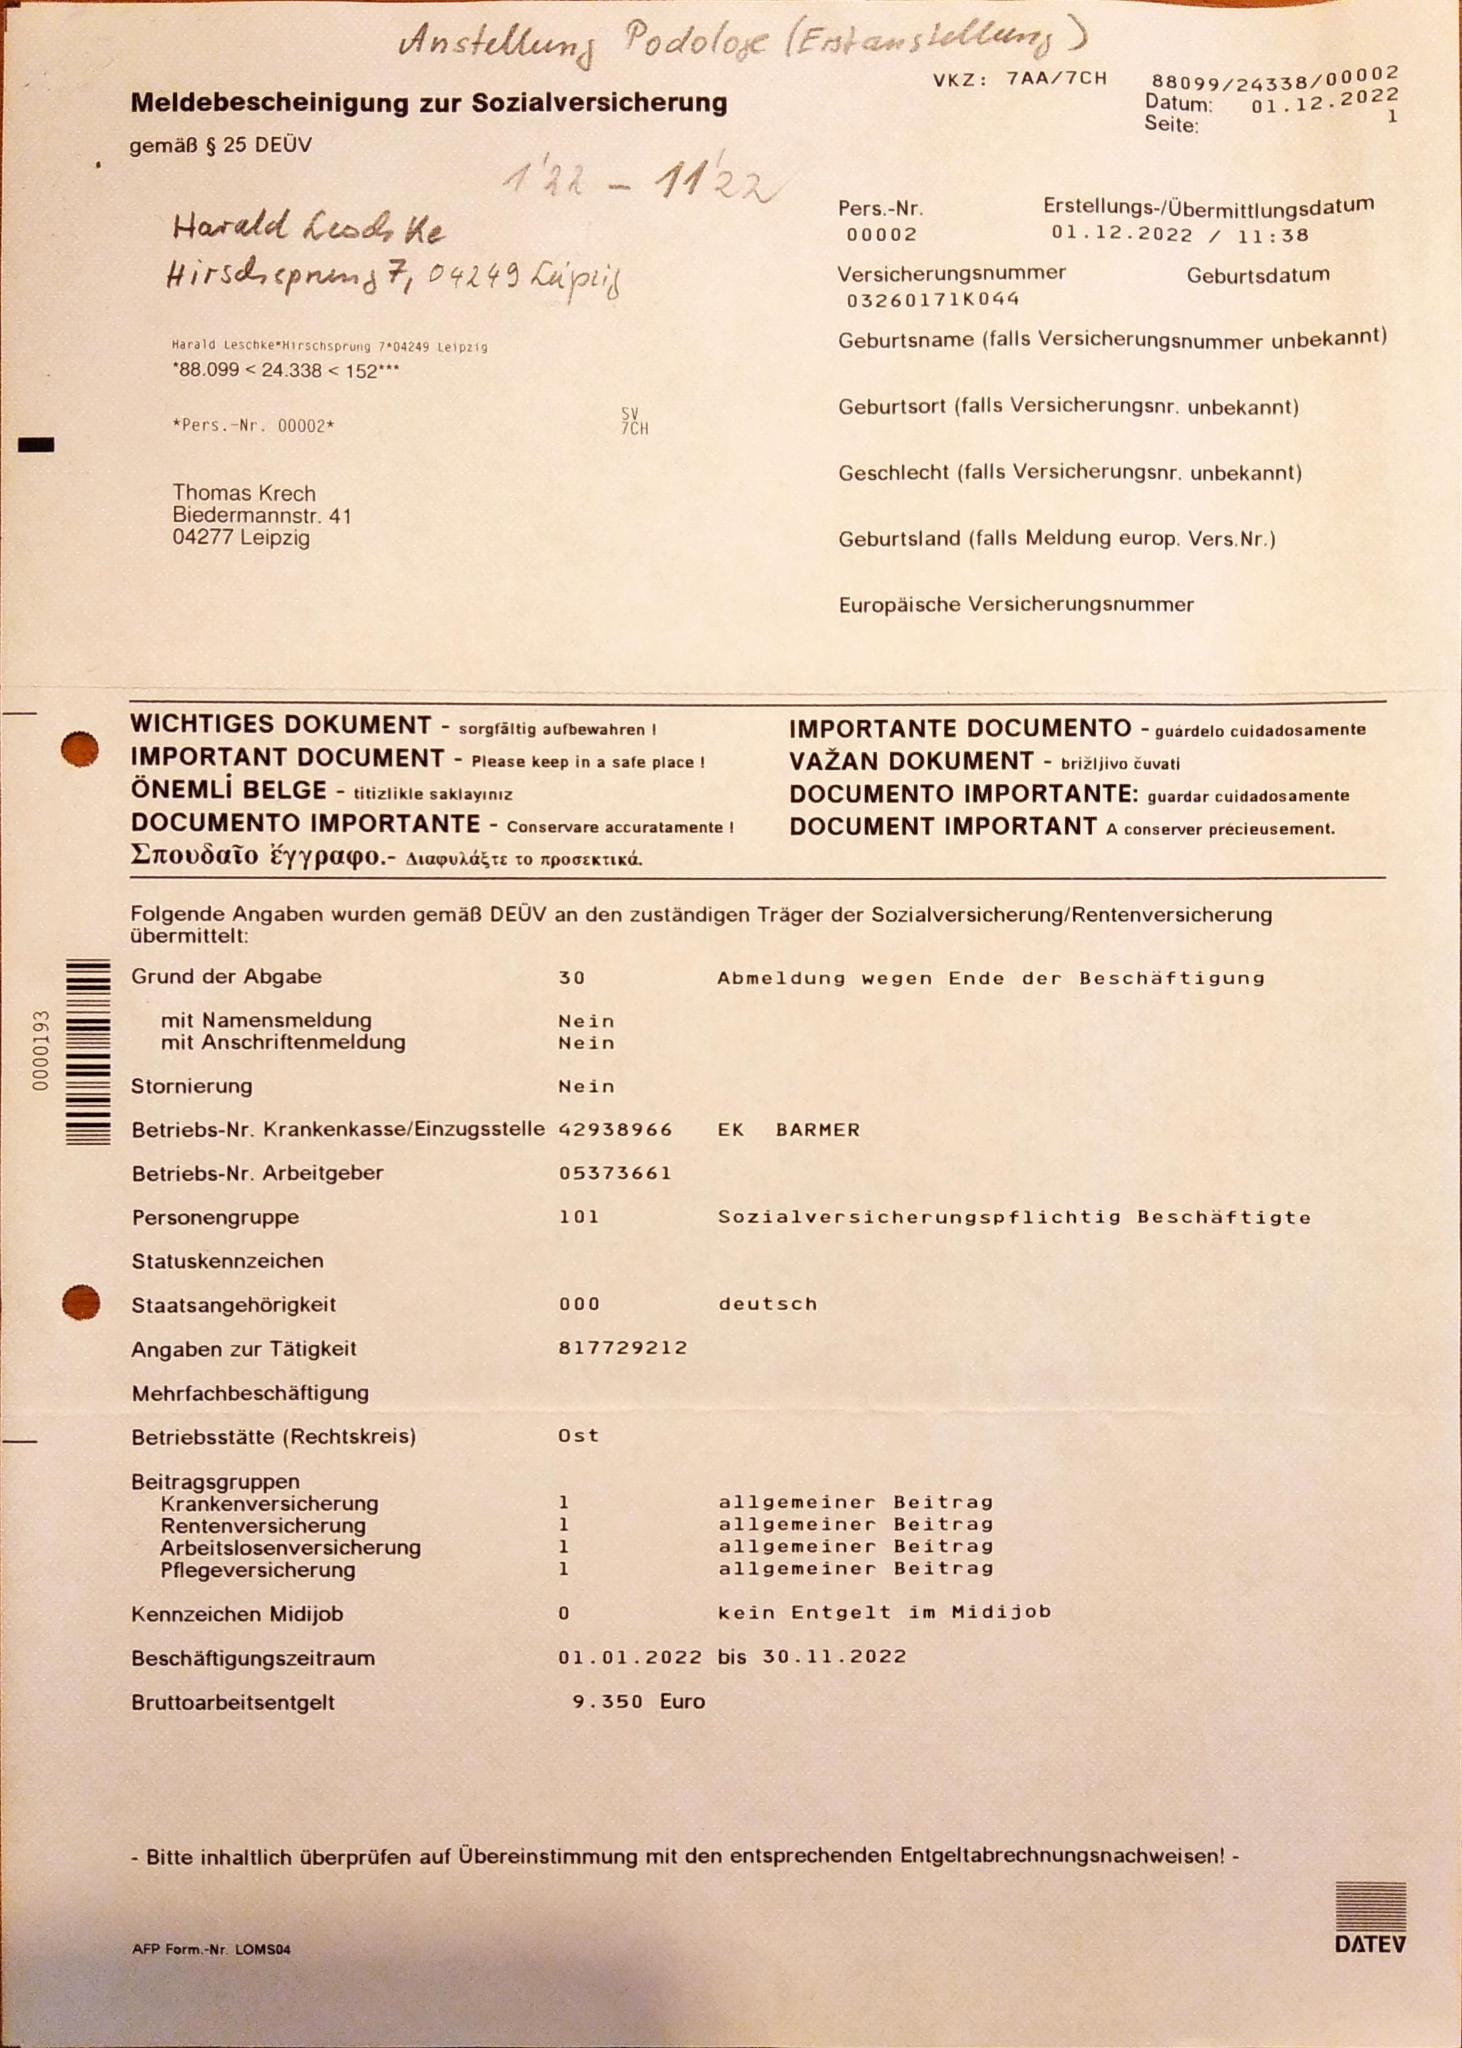 Anstellung Podologe (Erstanstellung)
VKZ: 7AA/7CH
88099/24338/00002
Datum: 01.12.2022
Seite: 1
Meldebescheinigung zur Sozialversicherung
gemäß § 25 DEÜV
1'22 - 11'22
Harald Leschke
Hirschsprung 7, 04249 Leipzig
Harald Leschke*Hirschsprung 7*04249 Leipzig
*88.099 < 24.338 < 152***
*Pers.-Nr. 00002*
SV
7CH
Thomas Krech
Biedermannstr. 41
04277 Leipzig
Pers.-Nr. Erstellungs-/Übermittlungsdatum
00002 01.12.2022 / 11:38
Versicherungsnummer Geburtsdatum
03260171K044
Geburtsname (falls Versicherungsnummer unbekannt)
Geburtsort (falls Versicherungsnr. unbekannt)
Geschlecht (falls Versicherungsnr. unbekannt)
Geburtsland (falls Meldung europ. Vers.Nr.)
Europäische Versicherungsnummer
WICHTIGES DOKUMENT - sorgfältig aufbewahren !
IMPORTANT DOCUMENT - Please keep in a safe place !
ÖNEMLİ BELGE - titizlikle saklayınız
DOCUMENTO IMPORTANTE - Conservare accuratamente !
Σπουδαῖο ἔγγραφο.- Διαφυλάξτε το προσεκτικά.
IMPORTANTE DOCUMENTO - guárdelo cuidadosamente
VAŽAN DOKUMENT - brižljivo čuvati
DOCUMENTO IMPORTANTE: guardar cuidadosamente
DOCUMENT IMPORTANT A conserver précieusement.
Folgende Angaben wurden gemäß DEÜV an den zuständigen Träger der Sozialversicherung/Rentenversicherung
übermittelt:
0000193
Grund der Abgabe 30 Abmeldung wegen Ende der Beschäftigung
mit Namensmeldung Nein
mit Anschriftenmeldung Nein
Stornierung Nein
Betriebs-Nr. Krankenkasse/Einzugsstelle 42938966 EK BARMER
Betriebs-Nr. Arbeitgeber 05373661
Personengruppe 101 Sozialversicherungspflichtig Beschäftigte
Statuskennzeichen
Staatsangehörigkeit 000 deutsch
Angaben zur Tätigkeit 817729212
Mehrfachbeschäftigung
Betriebsstätte (Rechtskreis) Ost
Beitragsgruppen
Krankenversicherung 1 allgemeiner Beitrag
Rentenversicherung 1 allgemeiner Beitrag
Arbeitslosenversicherung 1 allgemeiner Beitrag
Pflegeversicherung 1 allgemeiner Beitrag
Kennzeichen Midijob 0 kein Entgelt im Midijob
Beschäftigungszeitraum 01.01.2022 bis 30.11.2022
Bruttoarbeitsentgelt 9.350 Euro
- Bitte inhaltlich überprüfen auf Übereinstimmung mit den entsprechenden Entgeltabrechnungsnachweisen! -
AFP Form.-Nr. LOMS04
DATEV